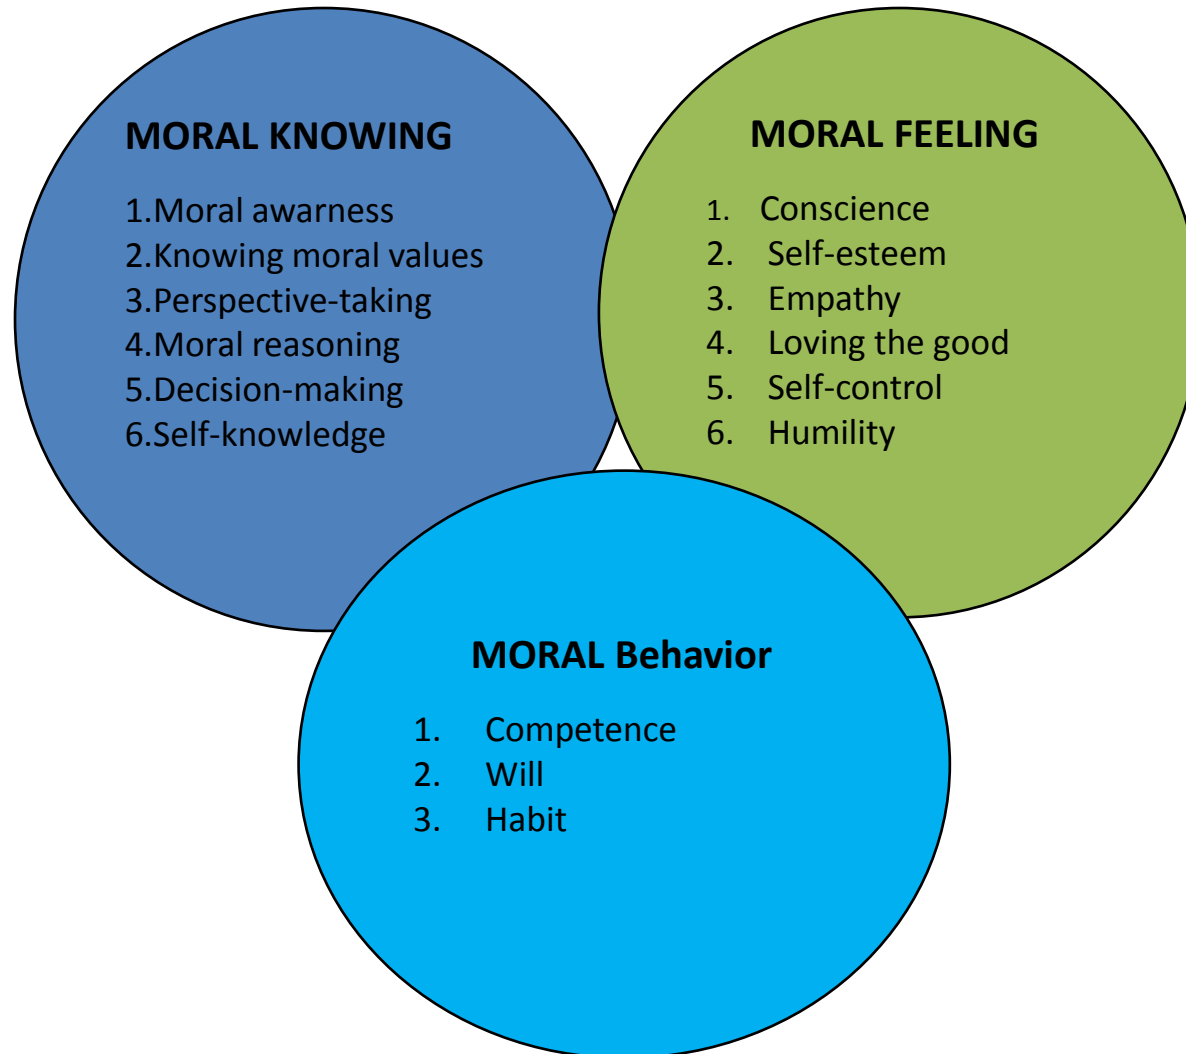 MORAL KNOWING
1.Moral awarness
2.Knowing moral values
3.Perspective-taking
4.Moral reasoning
5.Decision-making
6.Self-knowledge
MORAL FEELING
1. Conscience
2. Self-esteem
3. Empathy
4. Loving the good
5. Self-control
6. Humility
MORAL Behavior
1. Competence
2. Will
3. Habit